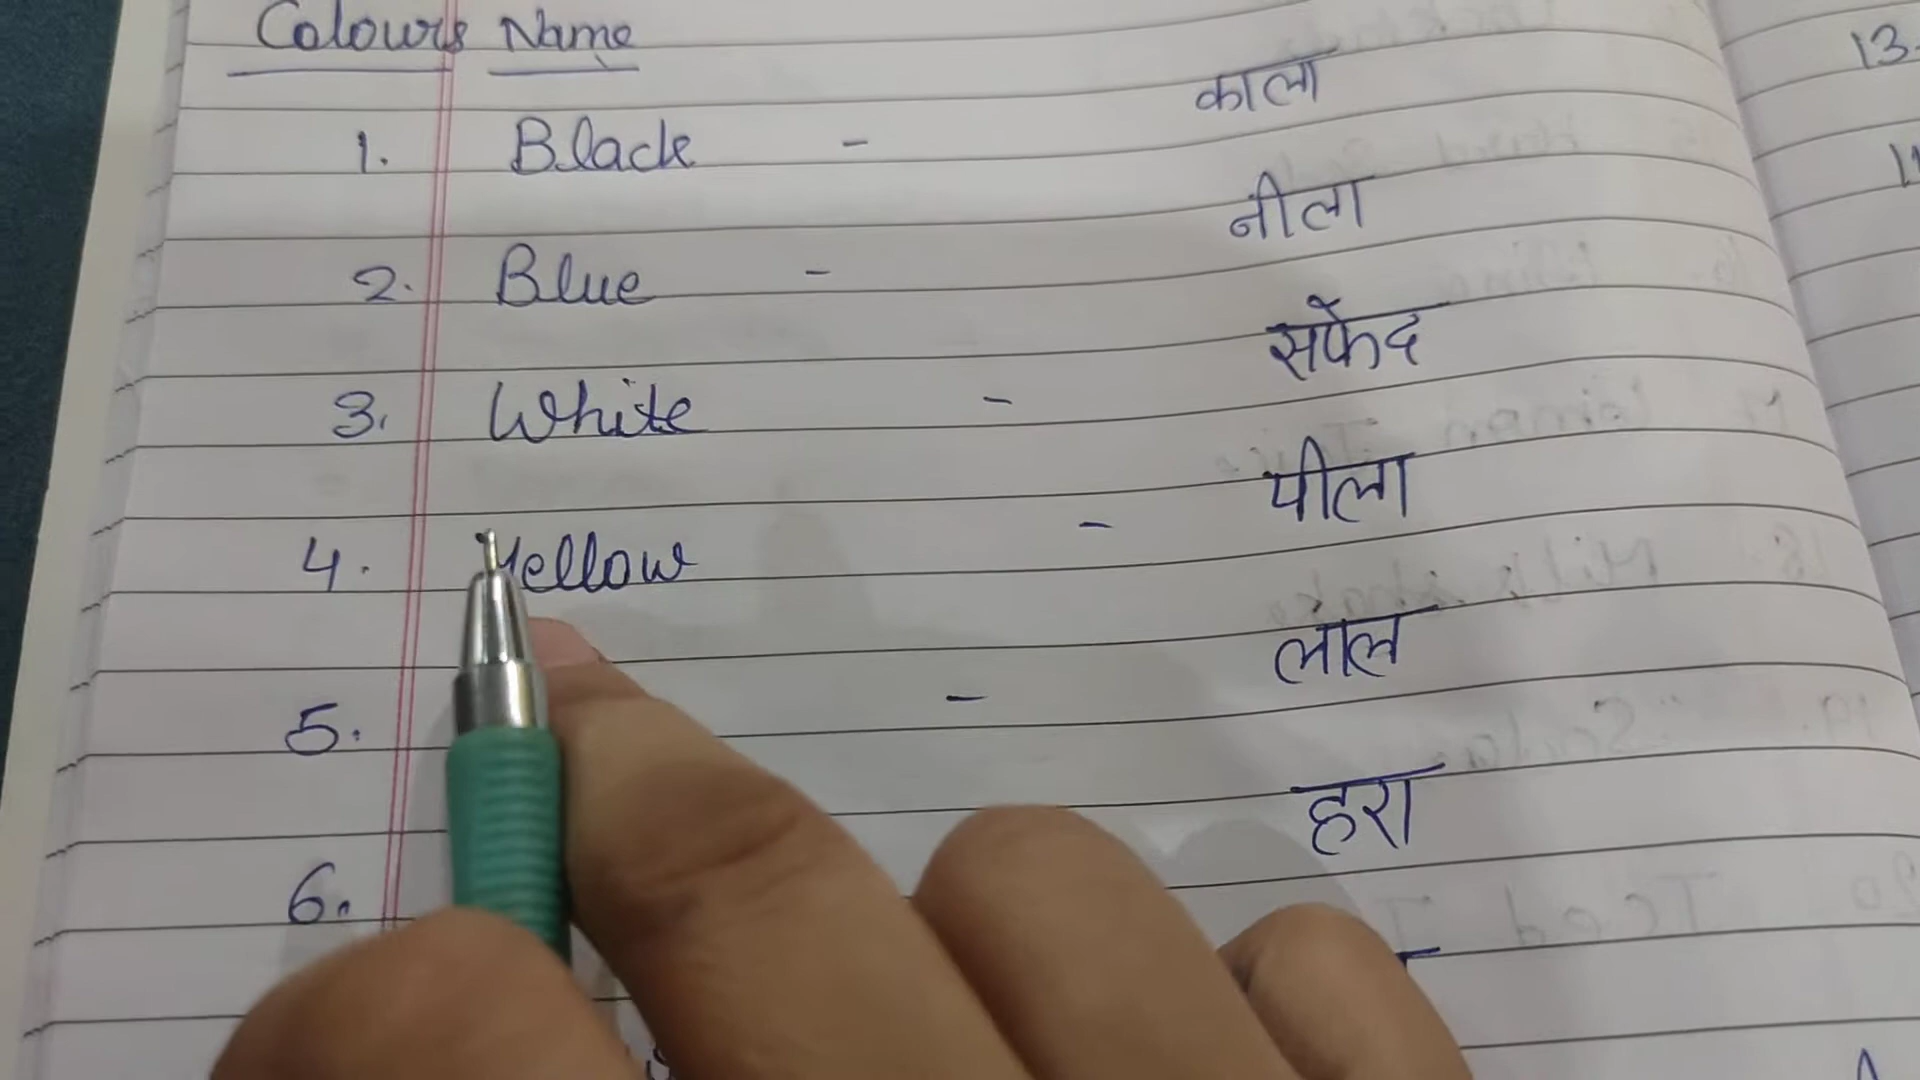 Colours Name
1. Black - काला
2. Blue - नीला
3. White - सफेद
4. Yellow - पीला
5. - लाल
6. हरा
13.